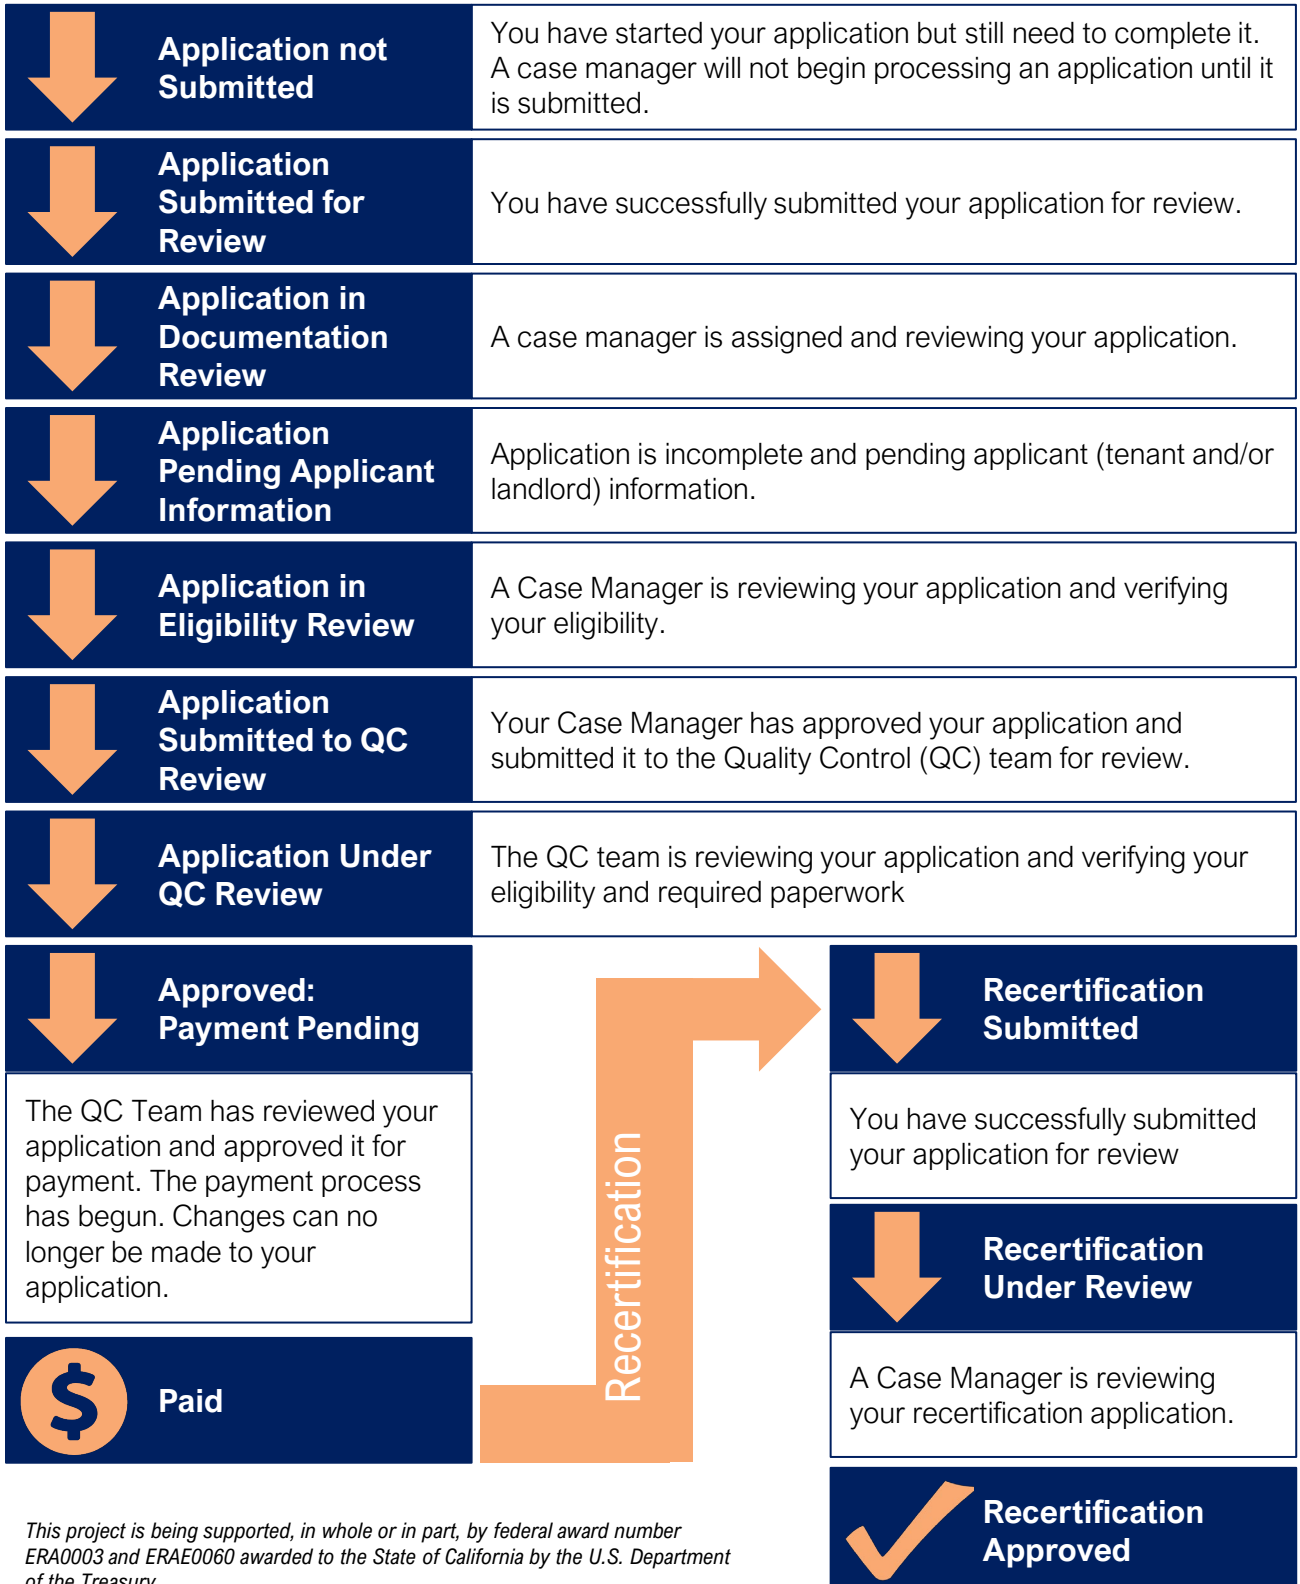 Application not
Submitted
You have started your application but still need to complete it.
A case manager will not begin processing an application until it
is submitted.
Application
Submitted for
Review
You have successfully submitted your application for review.
Application in
Documentation
Review
A case manager is assigned and reviewing your application.
Application
Pending Applicant
Information
Application is incomplete and pending applicant (tenant and/or
landlord) information.
Application in
Eligibility Review
A Case Manager is reviewing your application and verifying
your eligibility.
Application
Submitted to QC
Review
Your Case Manager has approved your application and
submitted it to the Quality Control (QC) team for review.
Application Under
QC Review
The QC team is reviewing your application and verifying your
eligibility and required paperwork
Approved:
Payment Pending
The QC Team has reviewed your
application and approved it for
payment. The payment process
has begun. Changes can no
longer be made to your
application.
$
Paid
Recertification
Recertification
Submitted
You have successfully submitted
your application for review
Recertification
Under Review
A Case Manager is reviewing
your recertification application.
Recertification
Approved
This project is being supported, in whole or in part, by federal award number
ERA0003 and ERAE0060 awarded to the State of California by the U.S. Department
of the Treasury